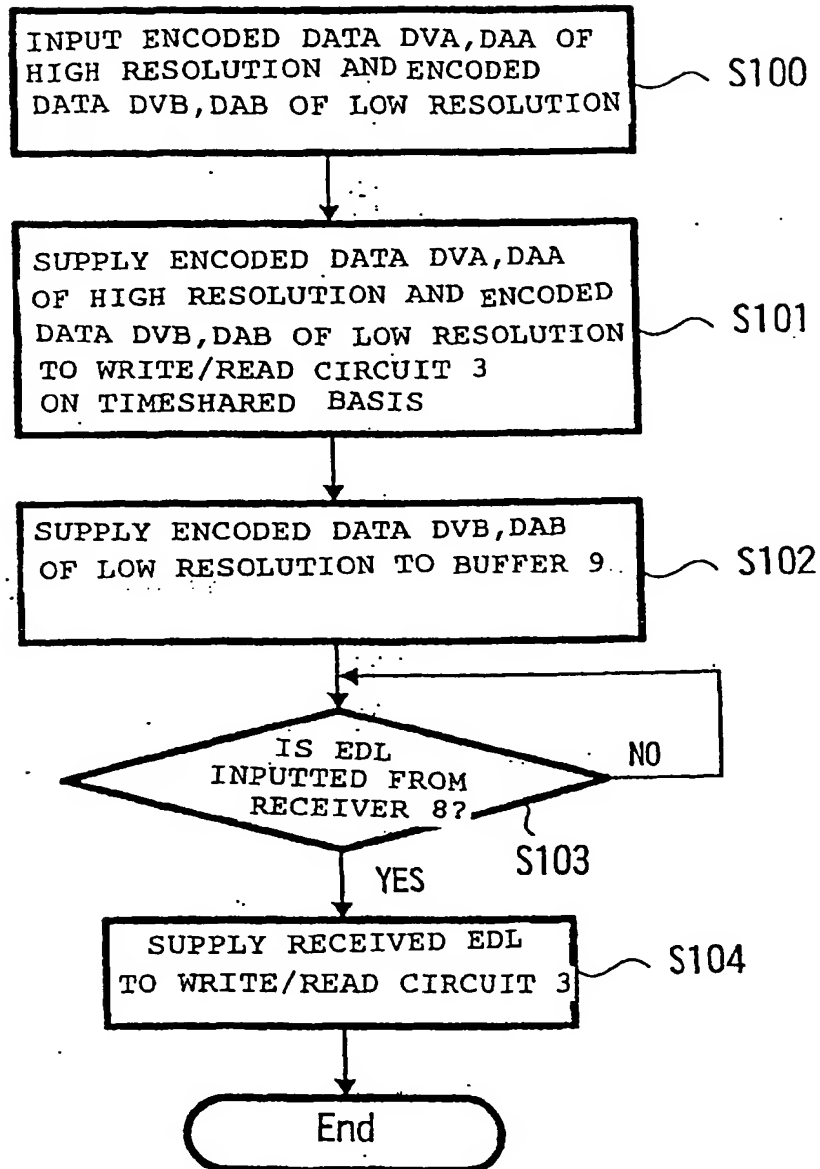 INPUT ENCODED DATA DVA,DAA OF
HIGH RESOLUTION AND ENCODED
DATA DVB,DAB OF LOW RESOLUTION
S100
SUPPLY ENCODED DATA DVA,DAA
OF HIGH RESOLUTION AND ENCODED
DATA DVB,DAB OF LOW RESOLUTION
TO WRITE/READ CIRCUIT 3
ON TIMESHARED BASIS
S101
SUPPLY ENCODED DATA DVB,DAB
OF LOW RESOLUTION TO BUFFER 9
S102
IS EDL
INPUTTED FROM
RECEIVER 8?
NO
S103
YES
SUPPLY RECEIVED EDL
TO WRITE/READ CIRCUIT 3
S104
End